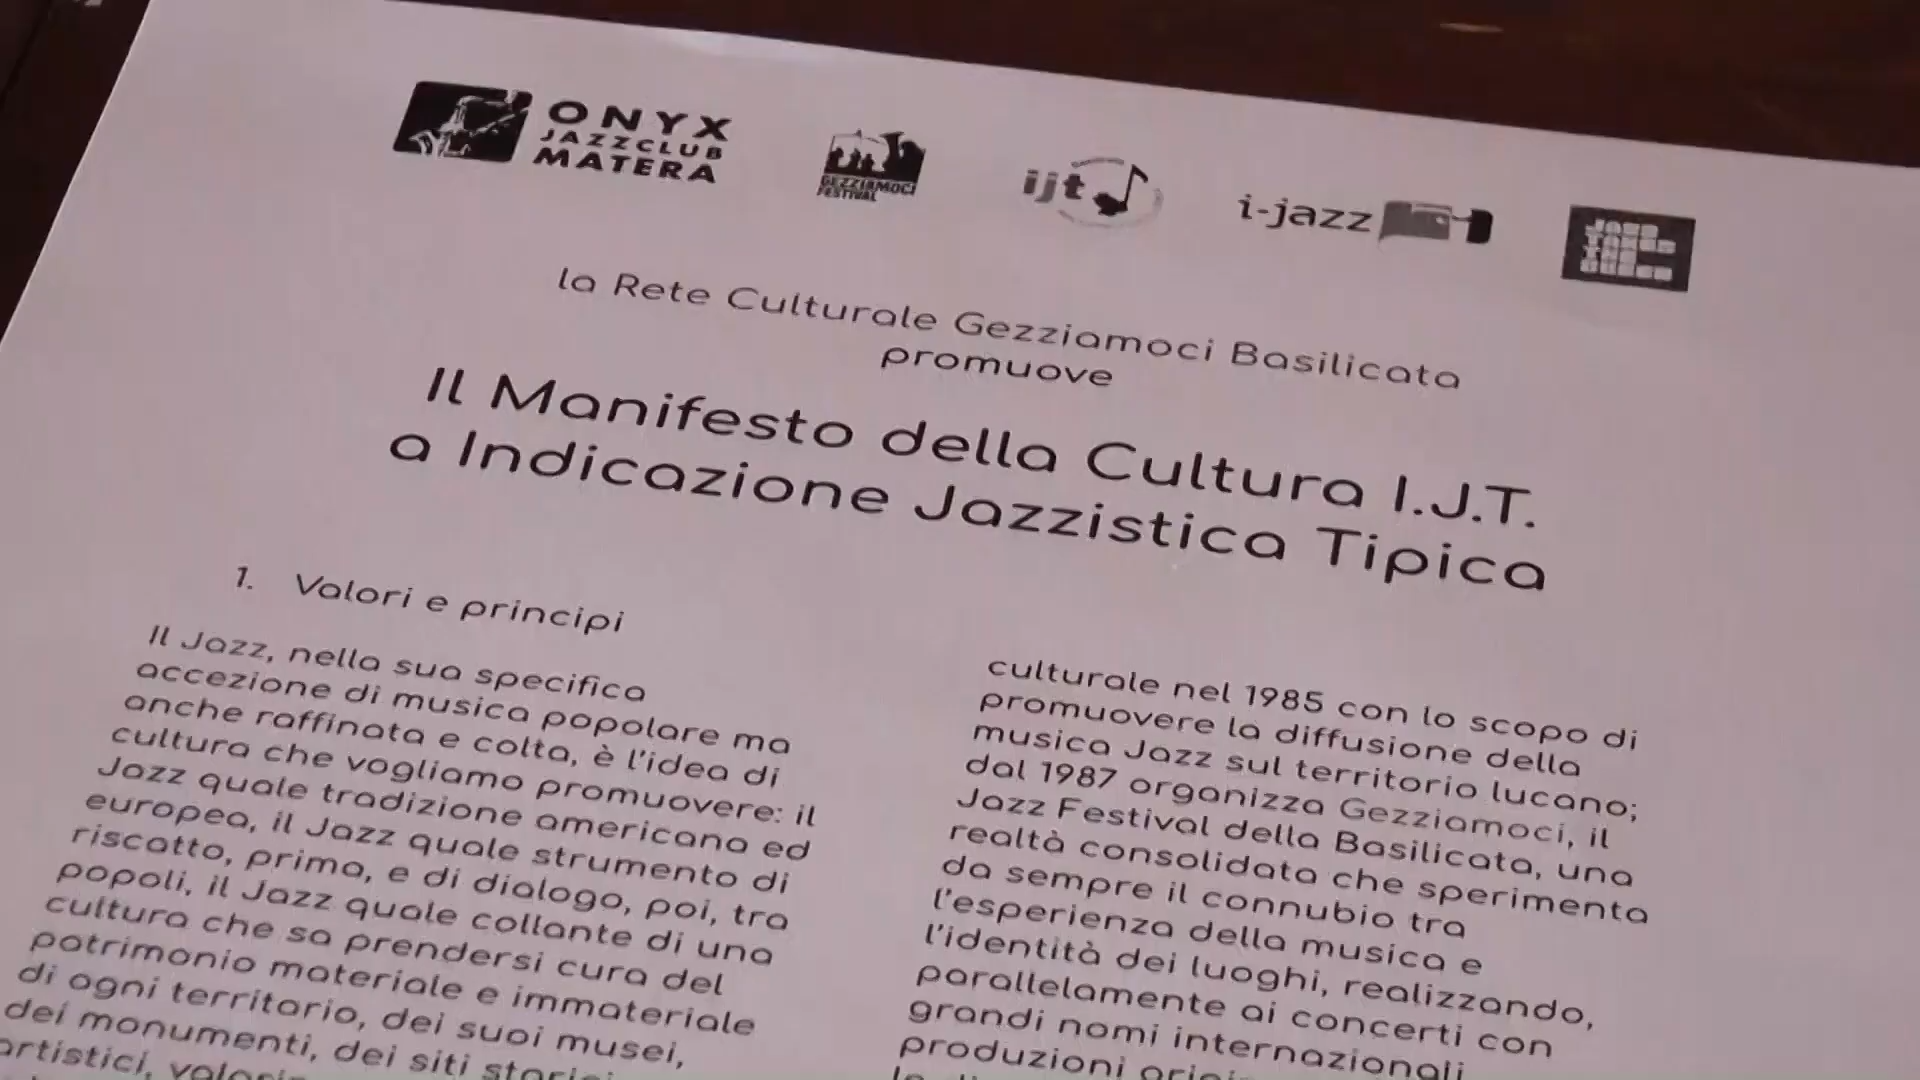 ONYX
JAZZCLUB
MATERA
GEZZIAMOCI
FESTIVAL
ijt
i-jazz
la Rete Culturale Gezziamoci Basilicata
promuove
Il Manifesto della Cultura I.J.T.
a Indicazione Jazzistica Tipica
1. Valori e principi
Il Jazz, nella sua specifica
accezione di musica popolare ma
anche raffinata e colta, è l'idea di
cultura che vogliamo promuovere: il
Jazz quale tradizione americana ed
europea, il Jazz quale strumento di
riscatto, prima, e di dialogo, poi, tra
popoli, il Jazz quale collante di una
cultura che sa prendersi cura del
patrimonio materiale e immateriale
di ogni territorio, dei suoi musei,
dei monumenti, dei siti storici
artistici,
culturale nel 1985 con lo scopo di
promuovere la diffusione della
musica Jazz sul territorio lucano;
dal 1987 organizza Gezziamoci, il
Jazz Festival della Basilicata, una
realtà consolidata che sperimenta
da sempre il connubio tra
l'esperienza della musica e
l'identità dei luoghi, realizzando,
parallelamente ai concerti con
grandi nomi internazionali
produzioni